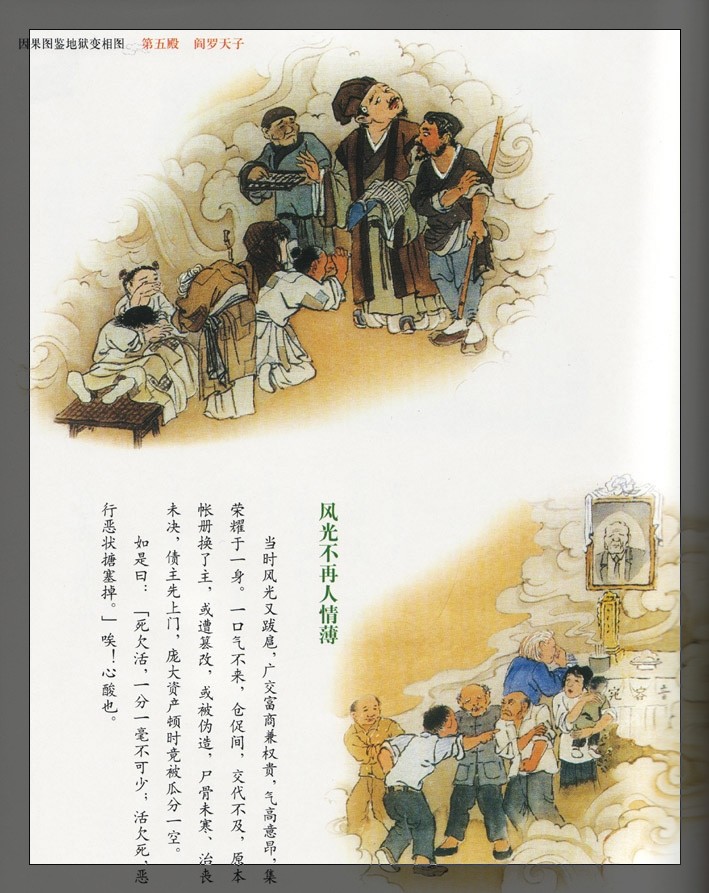 因果图鉴地狱变相图 第五殿 阎罗天子
风光不再人情薄
当时风光又跋扈，广交富商兼权贵，气高意昂，集
荣耀于一身。一口气不来，仓促间，交代不及，原本
帐册换了主，或遭篡改，或被伪造，尸骨未寒、治丧
未决，债主先上门，庞大资产顿时竟被瓜分一空。
如是曰：「死欠活，一分一毫不可少；活欠死，恶
行恶状搪塞掉。」唉！心酸也。